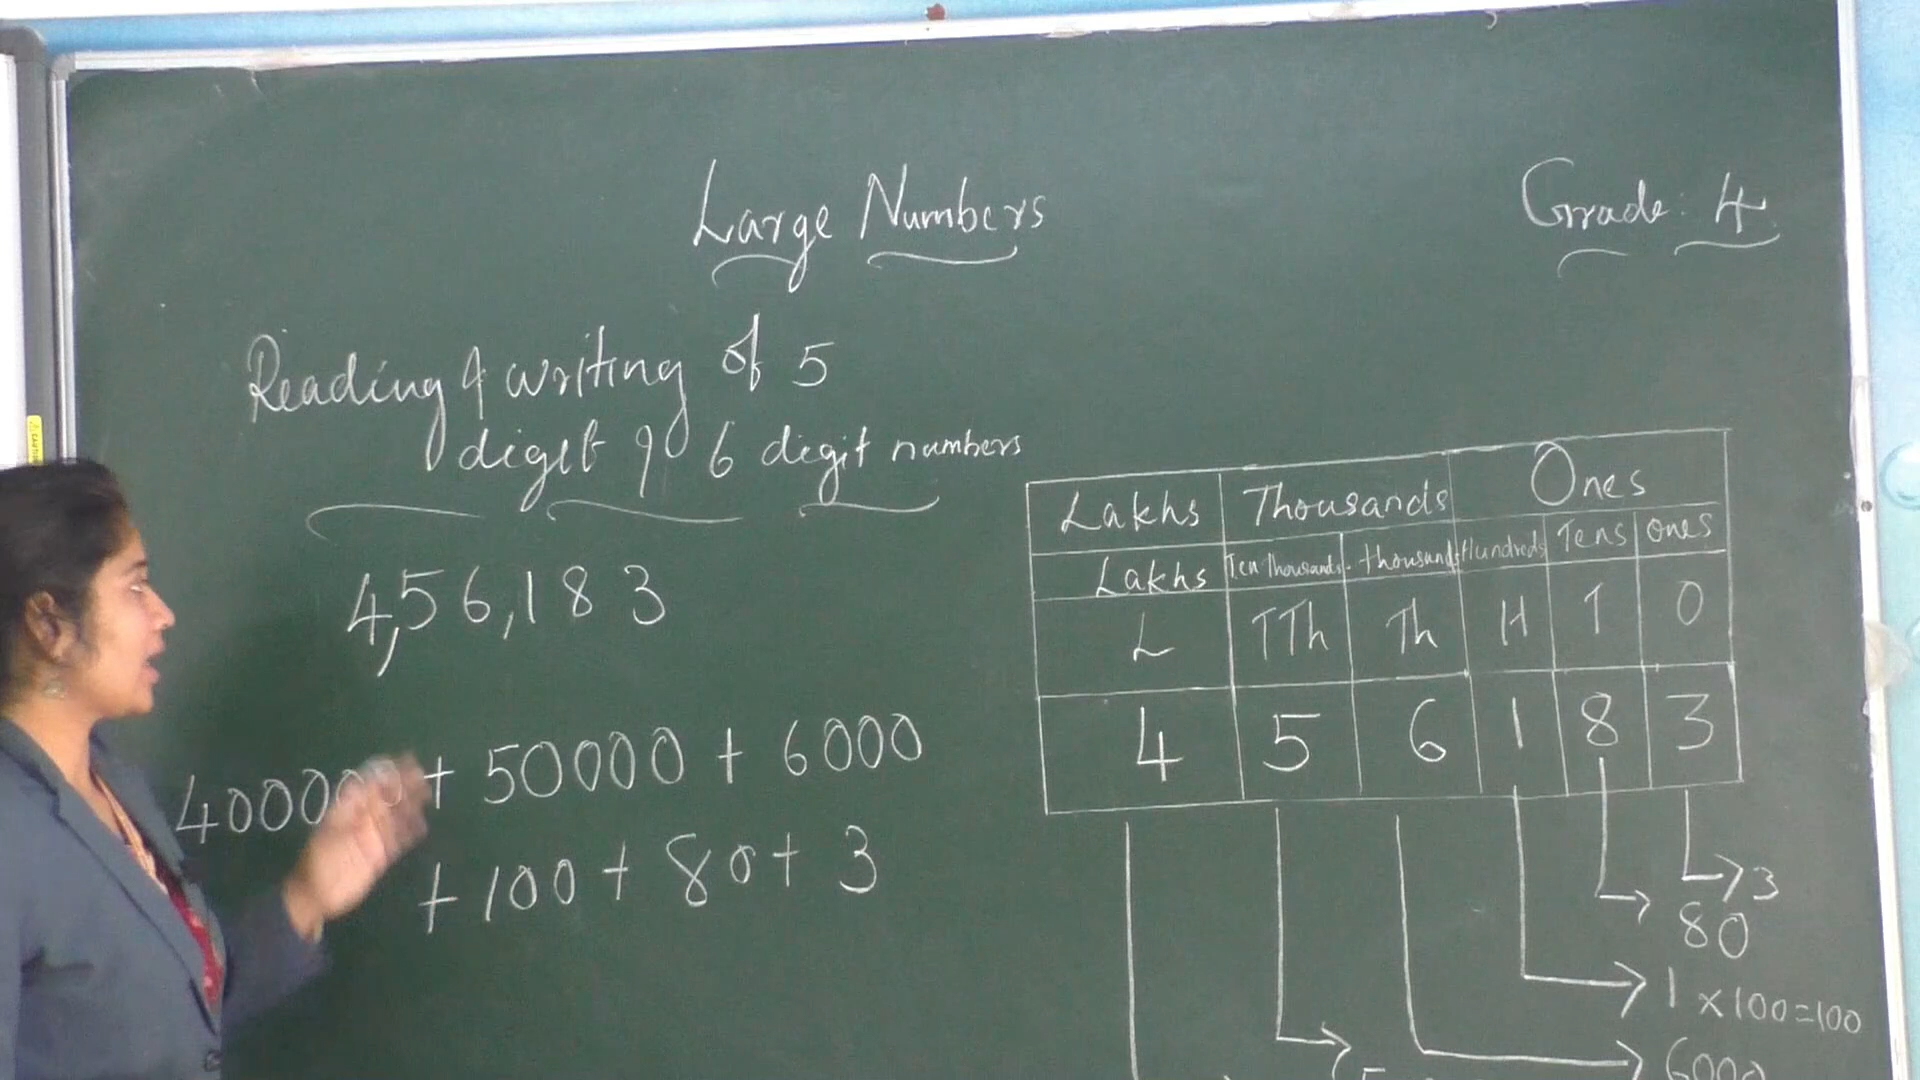 Large Numbers
Grade: 4
Reading & writing of 5
digit & 6 digit numbers
4,56,183
400000 + 50000 + 6000
+ 100 + 80 + 3
Lakhs Thousands Ones
Lakhs Ten Thousands thousands Hundreds Tens ones
L TTh Th H T O
4 5 6 1 8 3
3
80
1 x 100 = 100
6000